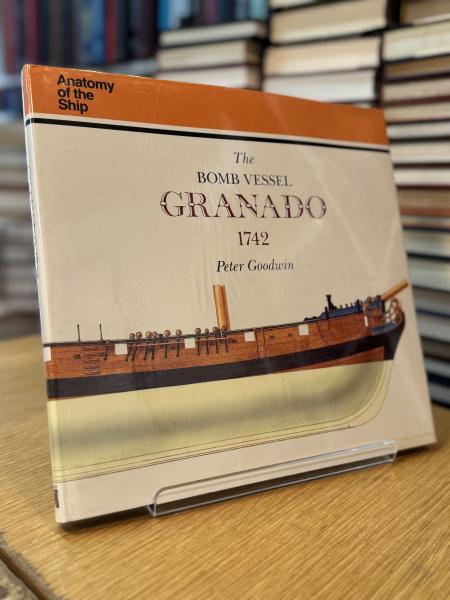 Anatomy
of the
Ship
The
BOMB VESSEL
GRANADO
1742
Peter Goodwin